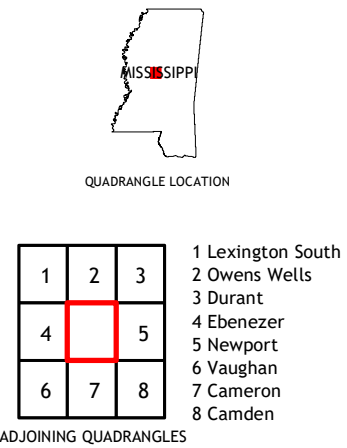 MISSISSIPPI
QUADRANGLE LOCATION
1 2 3
4 5
6 7 8
1 Lexington South
2 Owens Wells
3 Durant
4 Ebenezer
5 Newport
6 Vaughan
7 Cameron
8 Camden
ADJOINING QUADRANGLES